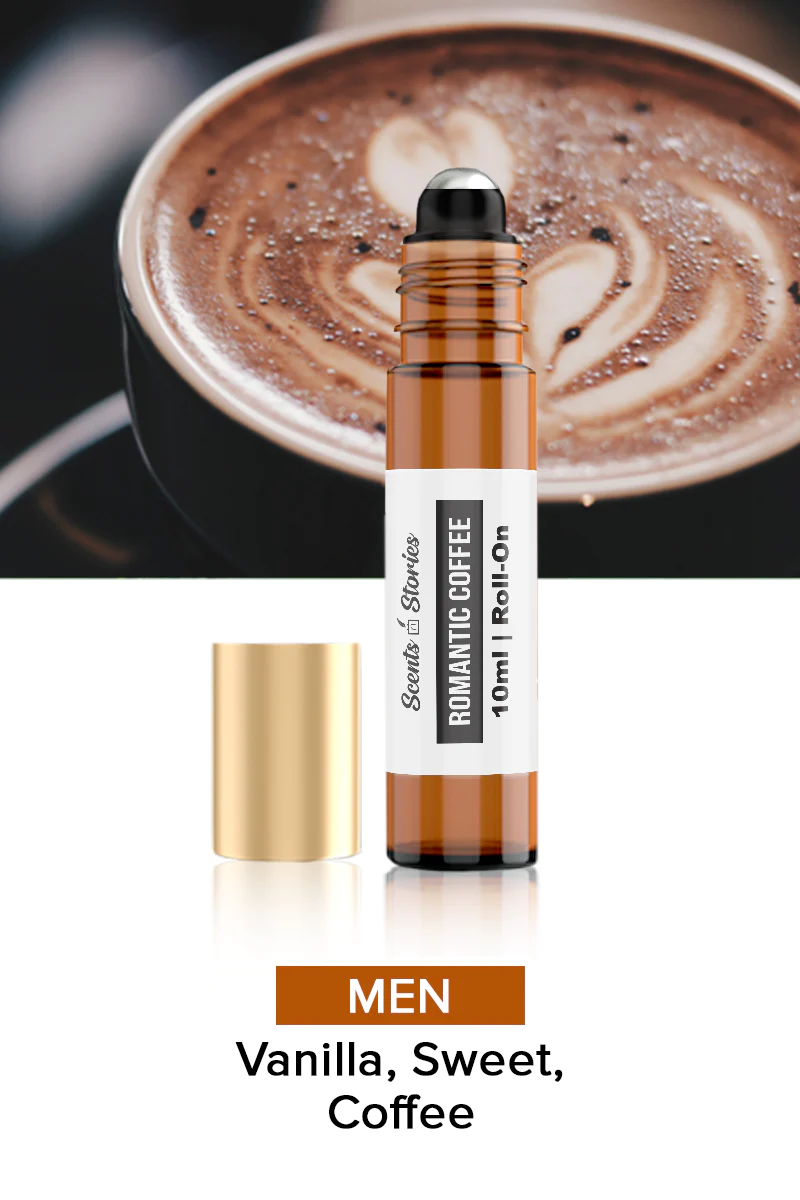 Scents n Stories
ROMANTIC COFFEE
10ml | Roll-On
MEN
Vanilla, Sweet,
Coffee